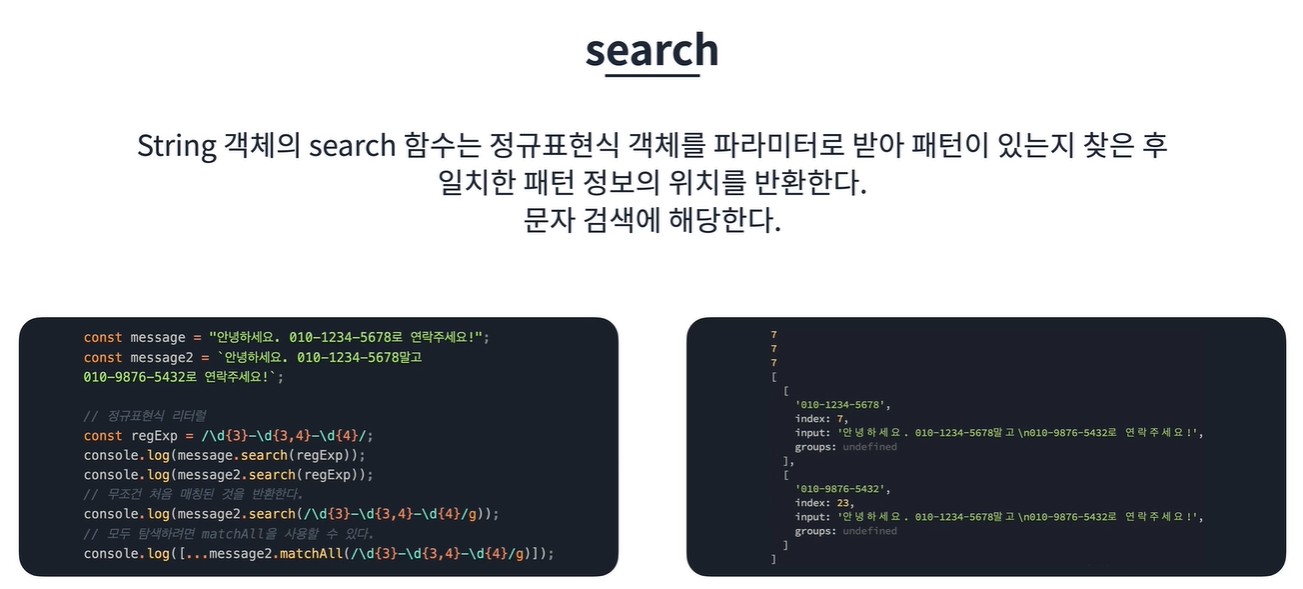 search
String 객체의 search 함수는 정규표현식 객체를 파라미터로 받아 패턴이 있는지 찾은 후
일치한 패턴 정보의 위치를 반환한다.
문자 검색에 해당한다.
const message = "안녕하세요. 010-1234-5678로 연락주세요!";
const message2 = `안녕하세요. 010-1234-5678말고
010-9876-5432로 연락주세요!`;
// 정규표현식 리터럴
const regExp = /\d{3}-\d{3,4}-\d{4}/;
console.log(message.search(regExp));
console.log(message2.search(regExp));
// 무조건 처음 매칭된 것을 반환한다.
console.log(message2.search(/\d{3}-\d{3,4}-\d{4}/g));
// 모두 탐색하려면 matchAll을 사용할 수 있다.
console.log([...message2.matchAll(/\d{3}-\d{3,4}-\d{4}/g)]);
7
7
7
[
[
'010-1234-5678',
index: 7,
input: '안녕하세요. 010-1234-5678말고\n010-9876-5432로 연락주세요!',
groups: undefined
],
[
'010-9876-5432',
index: 23,
input: '안녕하세요. 010-1234-5678말고\n010-9876-5432로 연락주세요!',
groups: undefined
]
]